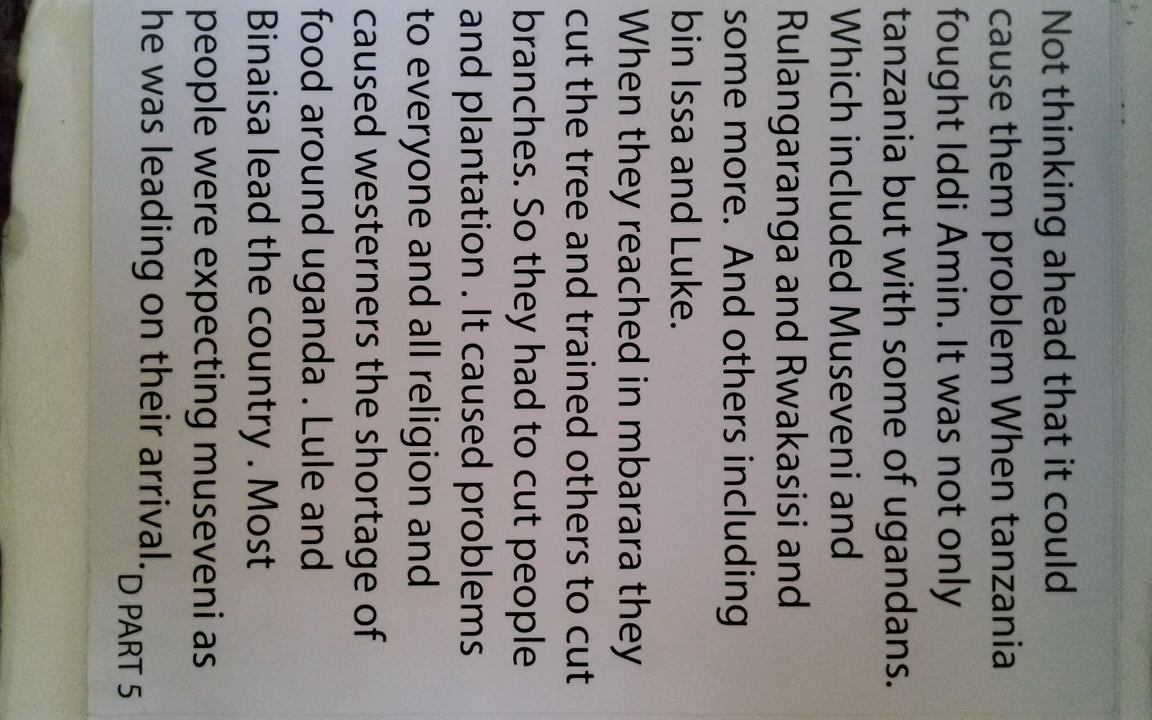 Not thinking ahead that it could
cause them problem When tanzania
fought Iddi Amin. It was not only
tanzania but with some of ugandans.
Which included Museveni and
Rulangaranga and Rwakasisi and
some more. And others including
bin Issa and Luke.
When they reached in mbarara they
cut the tree and trained others to cut
branches. So they had to cut people
and plantation . It caused problems
to everyone and all religion and
caused westerners the shortage of
food around uganda . Lule and
Binaisa lead the country . Most
people were expecting museveni as
he was leading on their arrival.
D PART 5